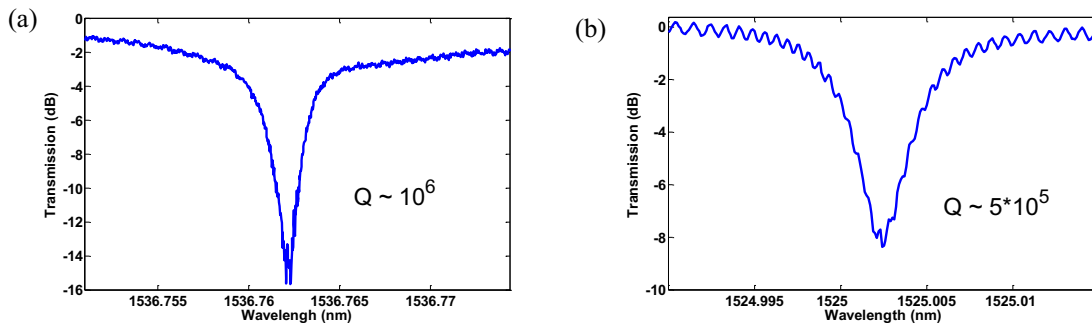 (a)
0
-2
-4
-6
-8
-10
-12
-14
-16
Transmission (dB)
Q ~ 10^6
1536.755 1536.76 1536.765 1536.77
Wavelengh (nm)
(b)
0
-2
-4
-6
-8
-10
Transmission (dB)
Q ~ 5*10^5
1524.995 1525 1525.005 1525.01
Wavelength (nm)